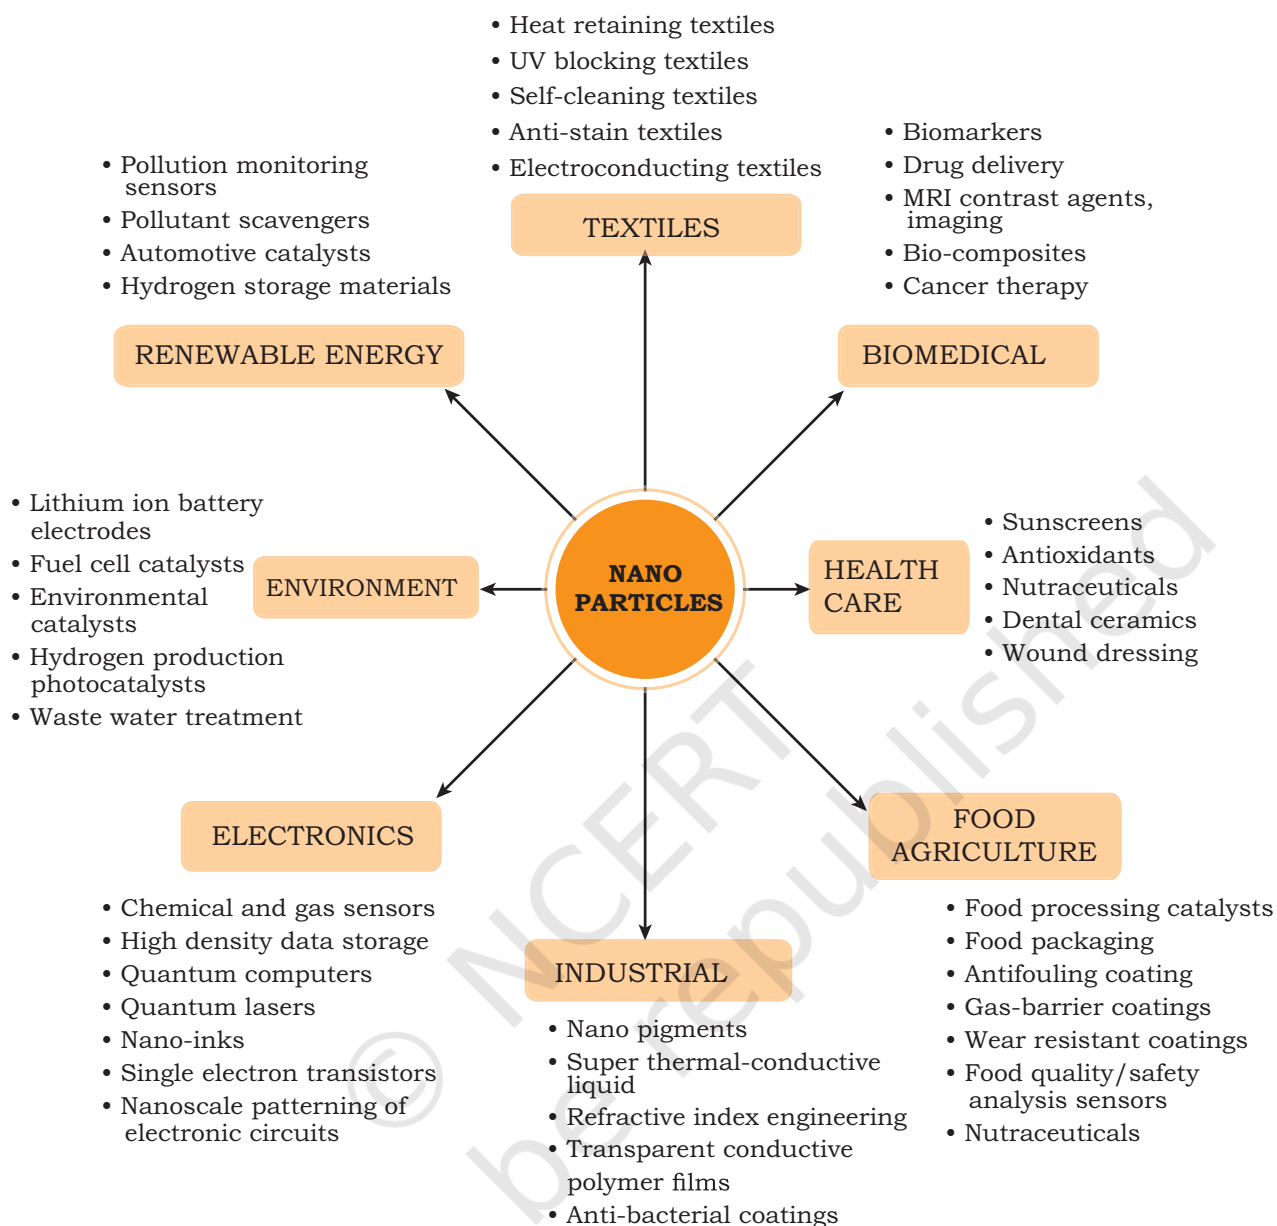 • Heat retaining textiles
• UV blocking textiles
• Self-cleaning textiles
• Anti-stain textiles
• Electroconducting textiles
TEXTILES
• Pollution monitoring
sensors
• Pollutant scavengers
• Automotive catalysts
• Hydrogen storage materials
RENEWABLE ENERGY
• Biomarkers
• Drug delivery
• MRI contrast agents,
imaging
• Bio-composites
• Cancer therapy
BIOMEDICAL
• Lithium ion battery
electrodes
• Fuel cell catalysts
• Environmental
catalysts
• Hydrogen production
photocatalysts
• Waste water treatment
ENVIRONMENT
NANO
PARTICLES
HEALTH
CARE
• Sunscreens
• Antioxidants
• Nutraceuticals
• Dental ceramics
• Wound dressing
ELECTRONICS
• Chemical and gas sensors
• High density data storage
• Quantum computers
• Quantum lasers
• Nano-inks
• Single electron transistors
• Nanoscale patterning of
electronic circuits
INDUSTRIAL
• Nano pigments
• Super thermal-conductive
liquid
• Refractive index engineering
• Transparent conductive
polymer films
• Anti-bacterial coatings
FOOD
AGRICULTURE
• Food processing catalysts
• Food packaging
• Antifouling coating
• Gas-barrier coatings
• Wear resistant coatings
• Food quality/safety
analysis sensors
• Nutraceuticals
© NCERT
be republished